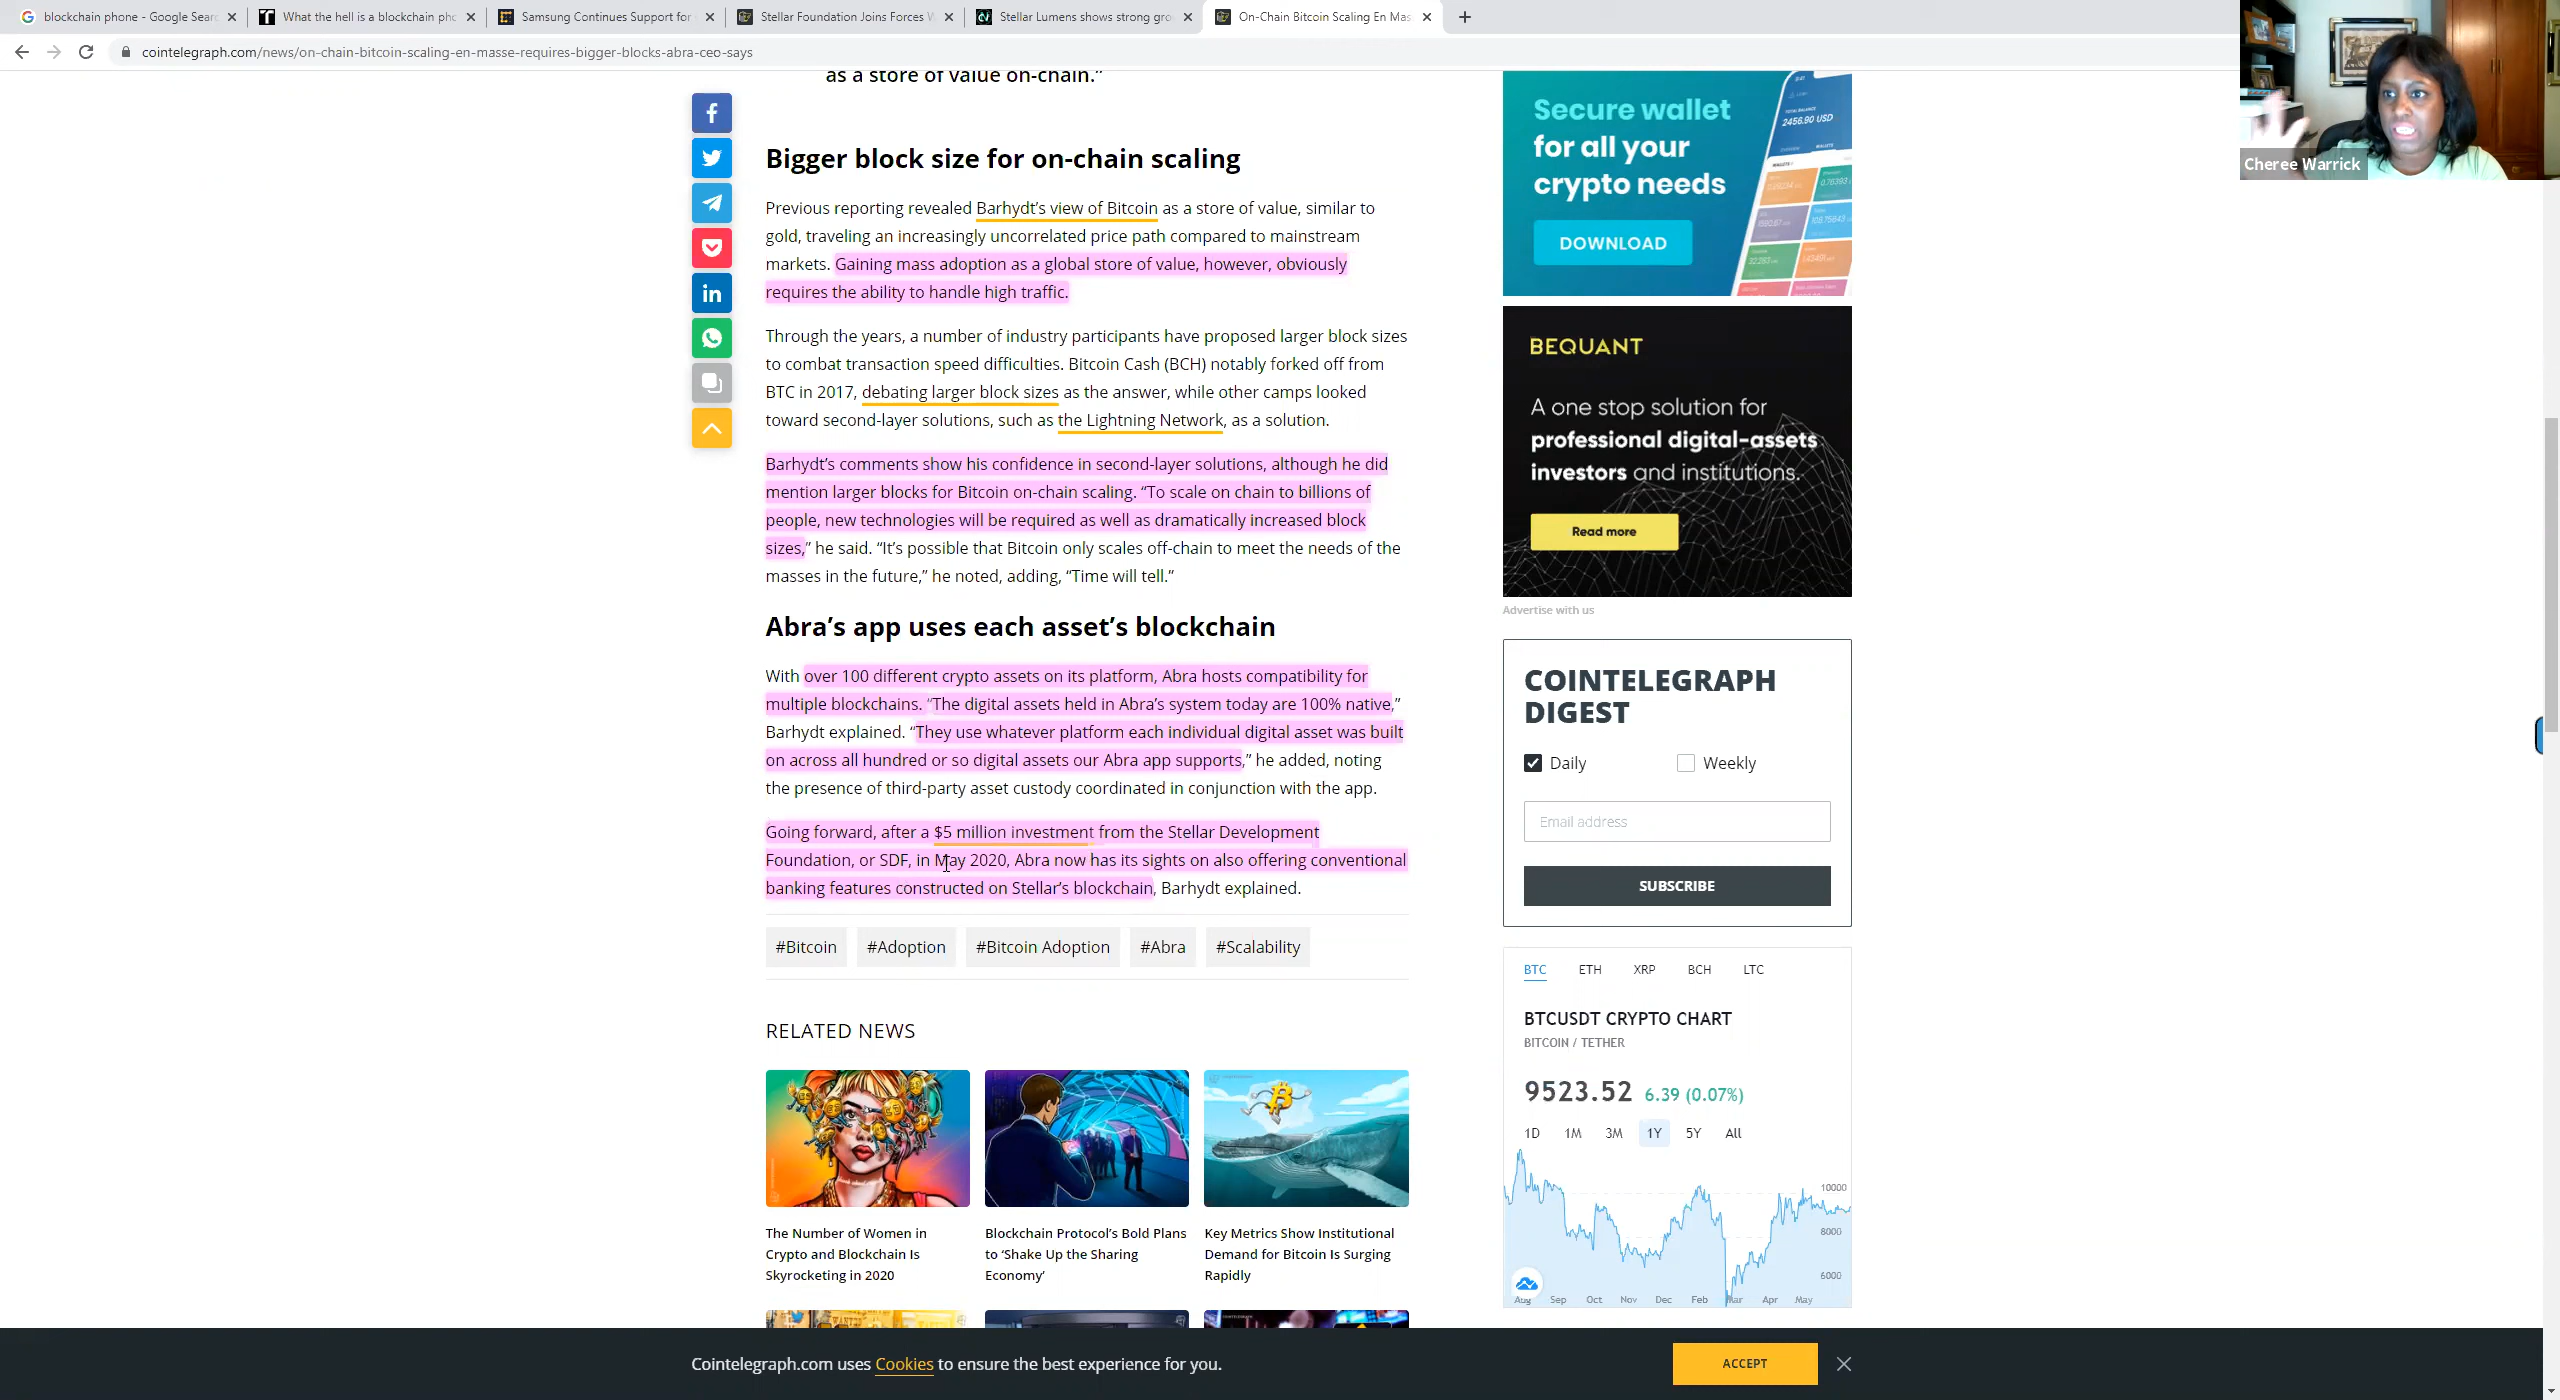 blockchain phone - Google Sear
What the hell is a blockchain pho
Samsung Continues Support for
Stellar Foundation Joins Forces W
Stellar Lumens shows strong gro
On-Chain Bitcoin Scaling En Mas
cointelegraph.com/news/on-chain-bitcoin-scaling-en-masse-requires-bigger-blocks-abra-ceo-says
Cheree Warrick
as a store of value on-chain.”
Bigger block size for on-chain scaling
Previous reporting revealed Barhydt’s view of Bitcoin as a store of value, similar to
gold, traveling an increasingly uncorrelated price path compared to mainstream
markets. Gaining mass adoption as a global store of value, however, obviously
requires the ability to handle high traffic.
Through the years, a number of industry participants have proposed larger block sizes
to combat transaction speed difficulties. Bitcoin Cash (BCH) notably forked off from
BTC in 2017, debating larger block sizes as the answer, while other camps looked
toward second-layer solutions, such as the Lightning Network, as a solution.
Barhydt’s comments show his confidence in second-layer solutions, although he did
mention larger blocks for Bitcoin on-chain scaling. “To scale on chain to billions of
people, new technologies will be required as well as dramatically increased block
sizes,” he said. “It’s possible that Bitcoin only scales off-chain to meet the needs of the
masses in the future,” he noted, adding, “Time will tell.“
Abra’s app uses each asset’s blockchain
With over 100 different crypto assets on its platform, Abra hosts compatibility for
multiple blockchains. “The digital assets held in Abra’s system today are 100% native,”
Barhydt explained. “They use whatever platform each individual digital asset was built
on across all hundred or so digital assets our Abra app supports,” he added, noting
the presence of third-party asset custody coordinated in conjunction with the app.
Going forward, after a $5 million investment from the Stellar Development
Foundation, or SDF, in May 2020, Abra now has its sights on also offering conventional
banking features constructed on Stellar’s blockchain, Barhydt explained.
#Bitcoin #Adoption #Bitcoin Adoption #Abra #Scalability
RELATED NEWS
The Number of Women in
Crypto and Blockchain Is
Skyrocketing in 2020
Blockchain Protocol’s Bold Plans
to ‘Shake Up the Sharing
Economy’
Key Metrics Show Institutional
Demand for Bitcoin Is Surging
Rapidly
Secure wallet
for all your
crypto needs
DOWNLOAD
2456.90 USD
BEQUANT
A one stop solution for
professional digital-assets
investors and institutions.
Read more
Advertise with us
COINTELEGRAPH
DIGEST
Daily Weekly
Email address
SUBSCRIBE
BTC ETH XRP BCH LTC
BTCUSDT CRYPTO CHART
BITCOIN / TETHER
9523.52 6.39 (0.07%)
1D 1M 3M 1Y 5Y All
10000
8000
6000
Aug Sep Oct Nov Dec Feb Mar Apr May
Cointelegraph.com uses Cookies to ensure the best experience for you.
ACCEPT